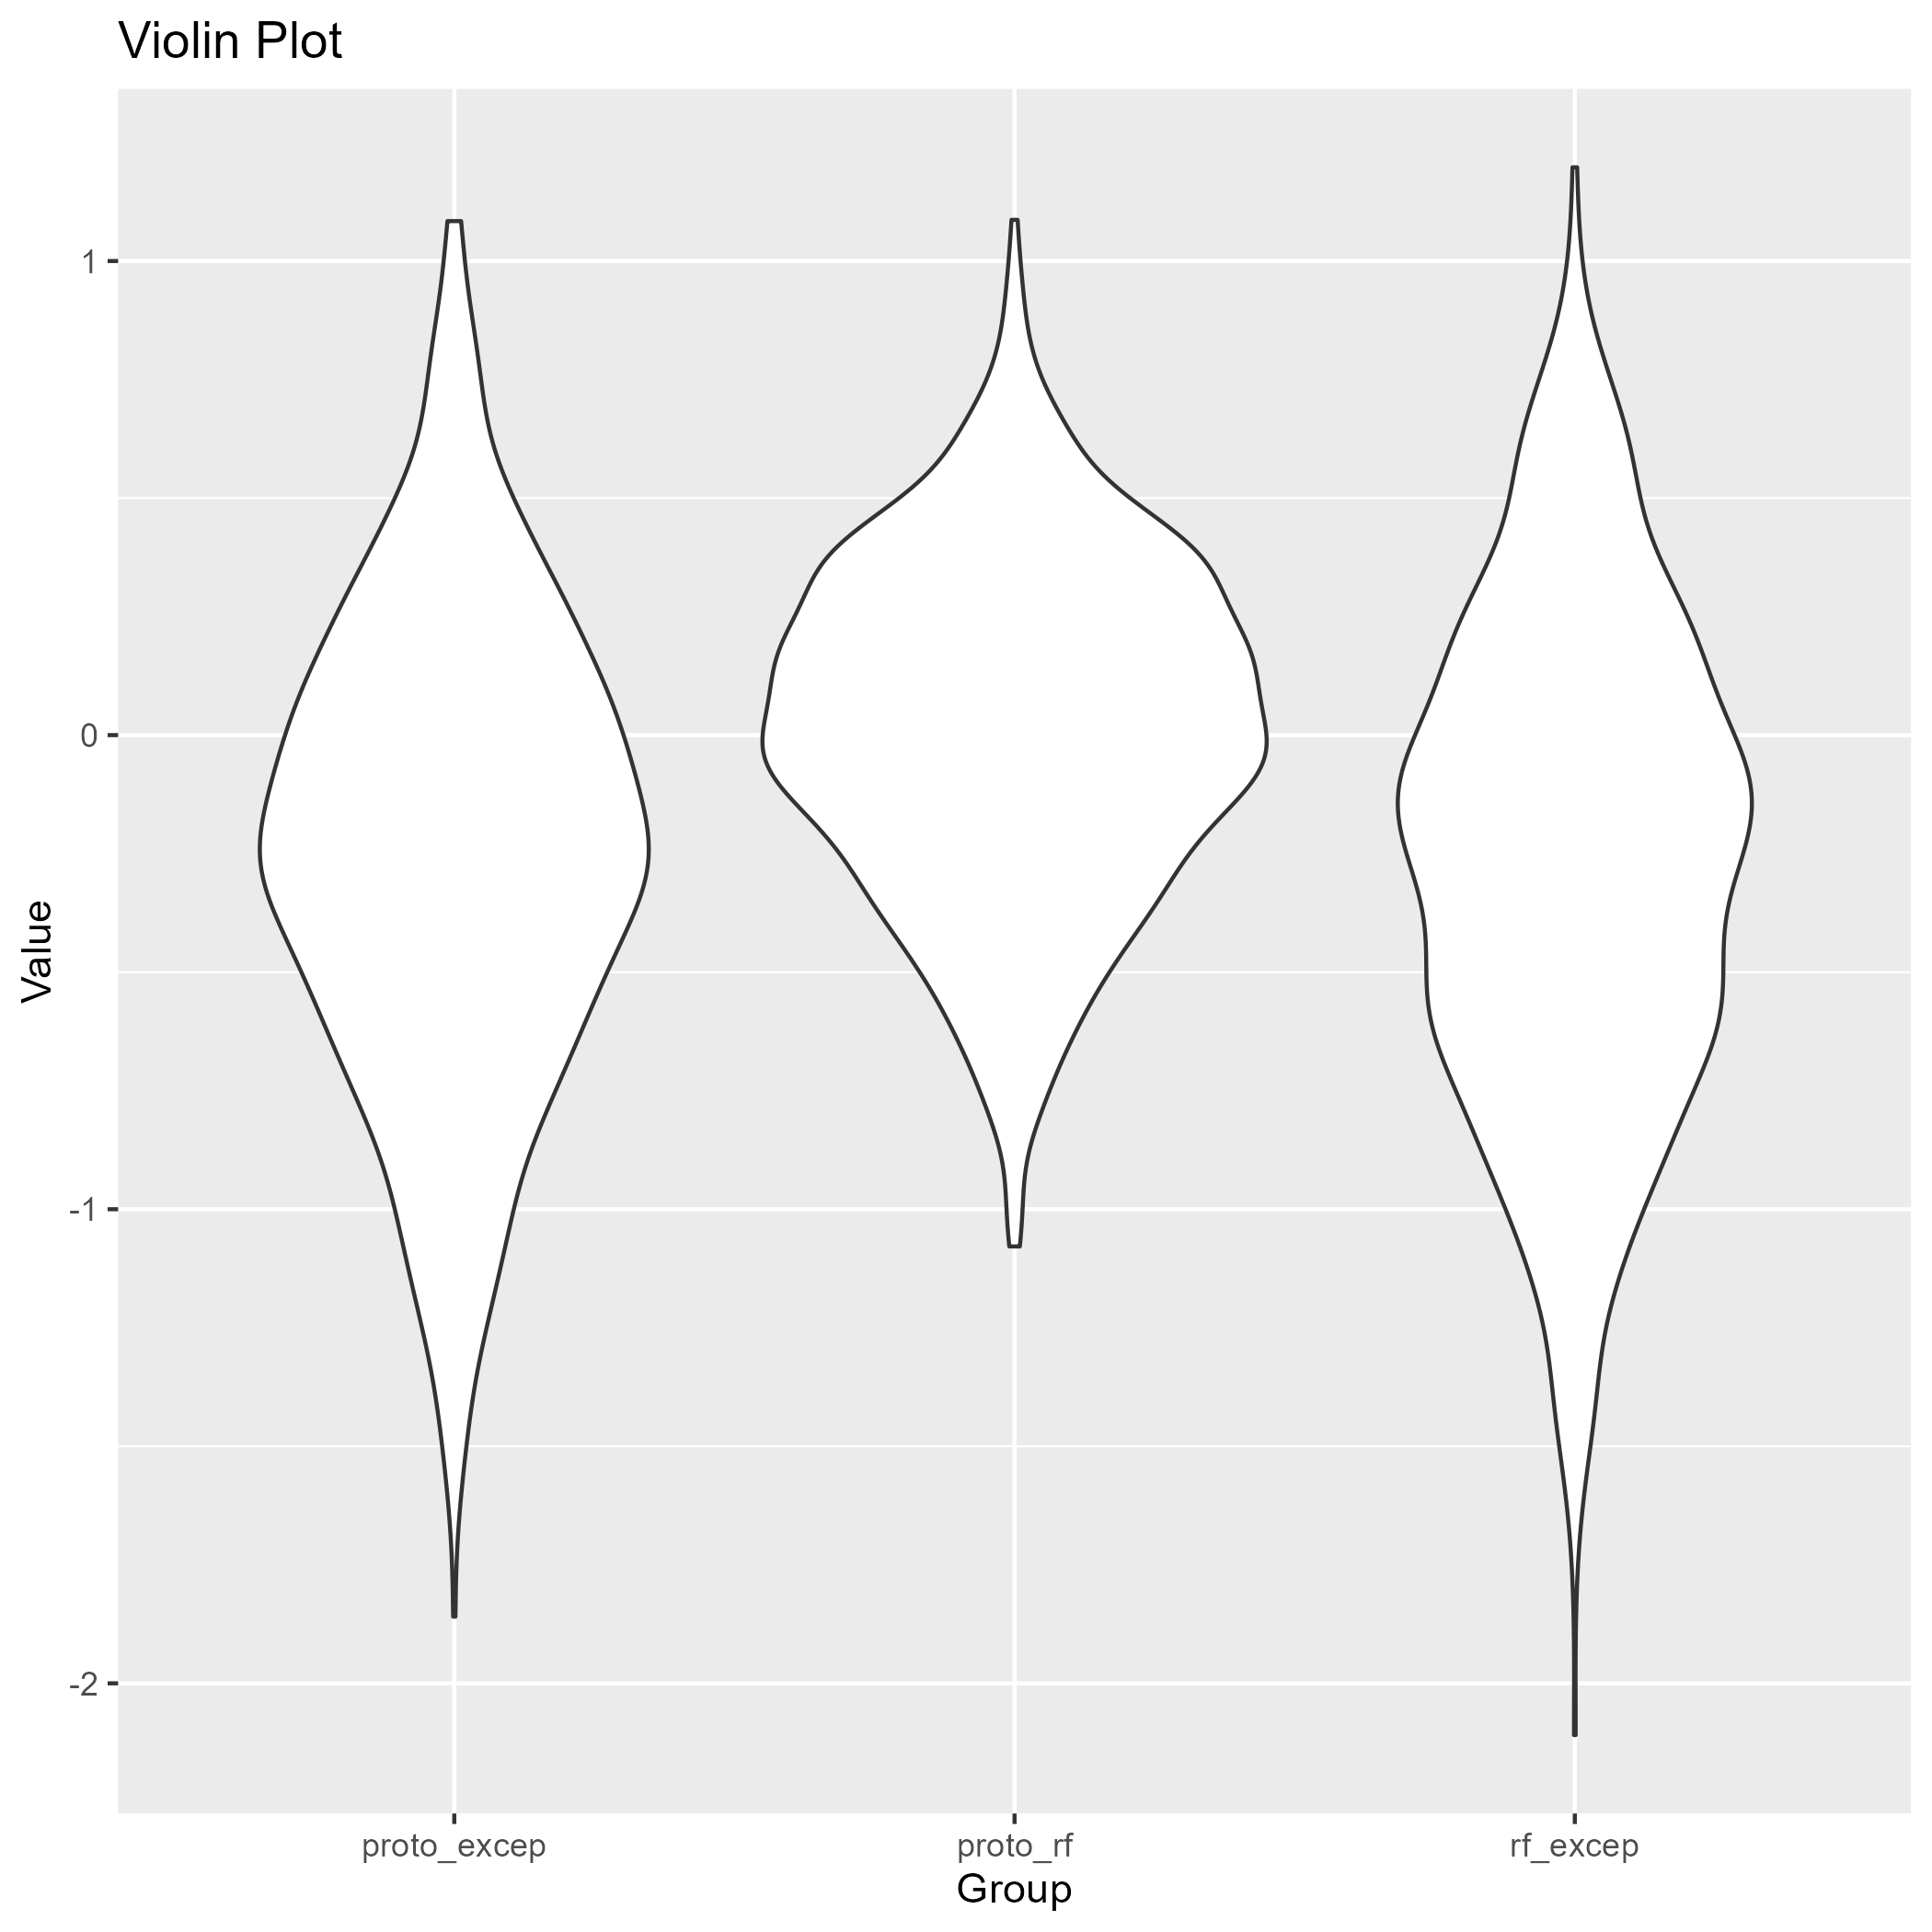 Violin Plot
Value
1
0
-1
-2
proto_excep
proto_rf
rf_excep
Group